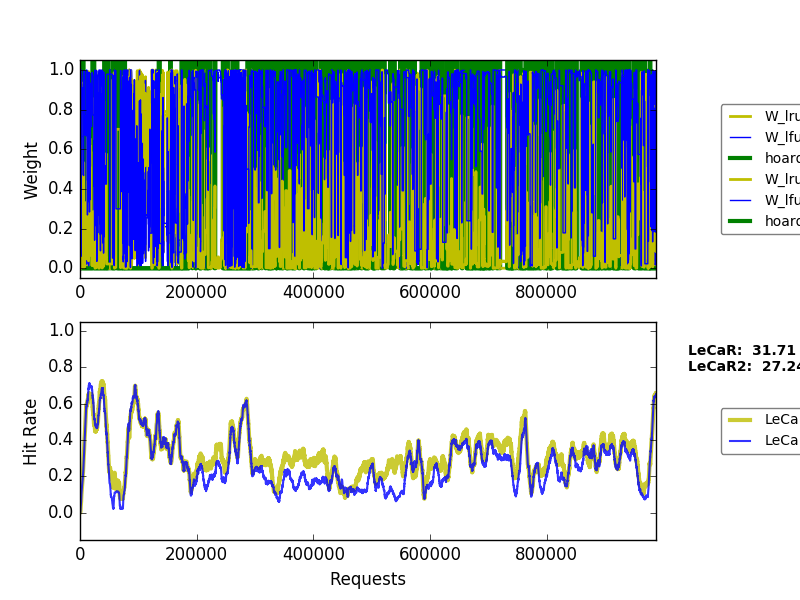 1.0
0.8
0.6
0.4
0.2
0.0
Weight
0 200000 400000 600000 800000
W_lru
W_lfu
hoard
W_lru
W_lfu
hoard
1.0
0.8
0.6
0.4
0.2
0.0
Hit Rate
0 200000 400000 600000 800000
Requests
LeCaR: 31.71
LeCaR2: 27.24
LeCa
LeCa